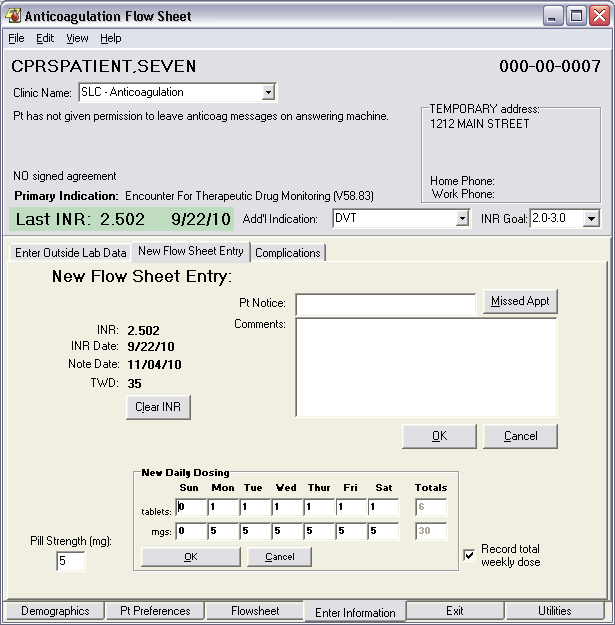 Anticoagulation Flow Sheet
File Edit View Help
CPRSPATIENT,SEVEN 000-00-0007
Clinic Name: SLC - Anticoagulation
Pt has not given permission to leave anticoag messages on answering machine.
TEMPORARY address:
1212 MAIN STREET
NO signed agreement
Home Phone:
Work Phone:
Primary Indication: Encounter For Therapeutic Drug Monitoring (V58.83)
Last INR: 2.502 9/22/10 Add'l Indication: DVT INR Goal: 2.0-3.0
Enter Outside Lab Data New Flow Sheet Entry Complications
New Flow Sheet Entry:
Pt Notice: Missed Appt
Comments:
INR: 2.502
INR Date: 9/22/10
Note Date: 11/04/10
TWD: 35
Clear INR
OK Cancel
New Daily Dosing
Sun Mon Tue Wed Thur Fri Sat Totals
tablets: 0 1 1 1 1 1 1 6
mgs: 0 5 5 5 5 5 5 30
OK Cancel
Pill Strength (mg):
5
Record total
weekly dose
Demographics Pt Preferences Flowsheet Enter Information Exit Utilities